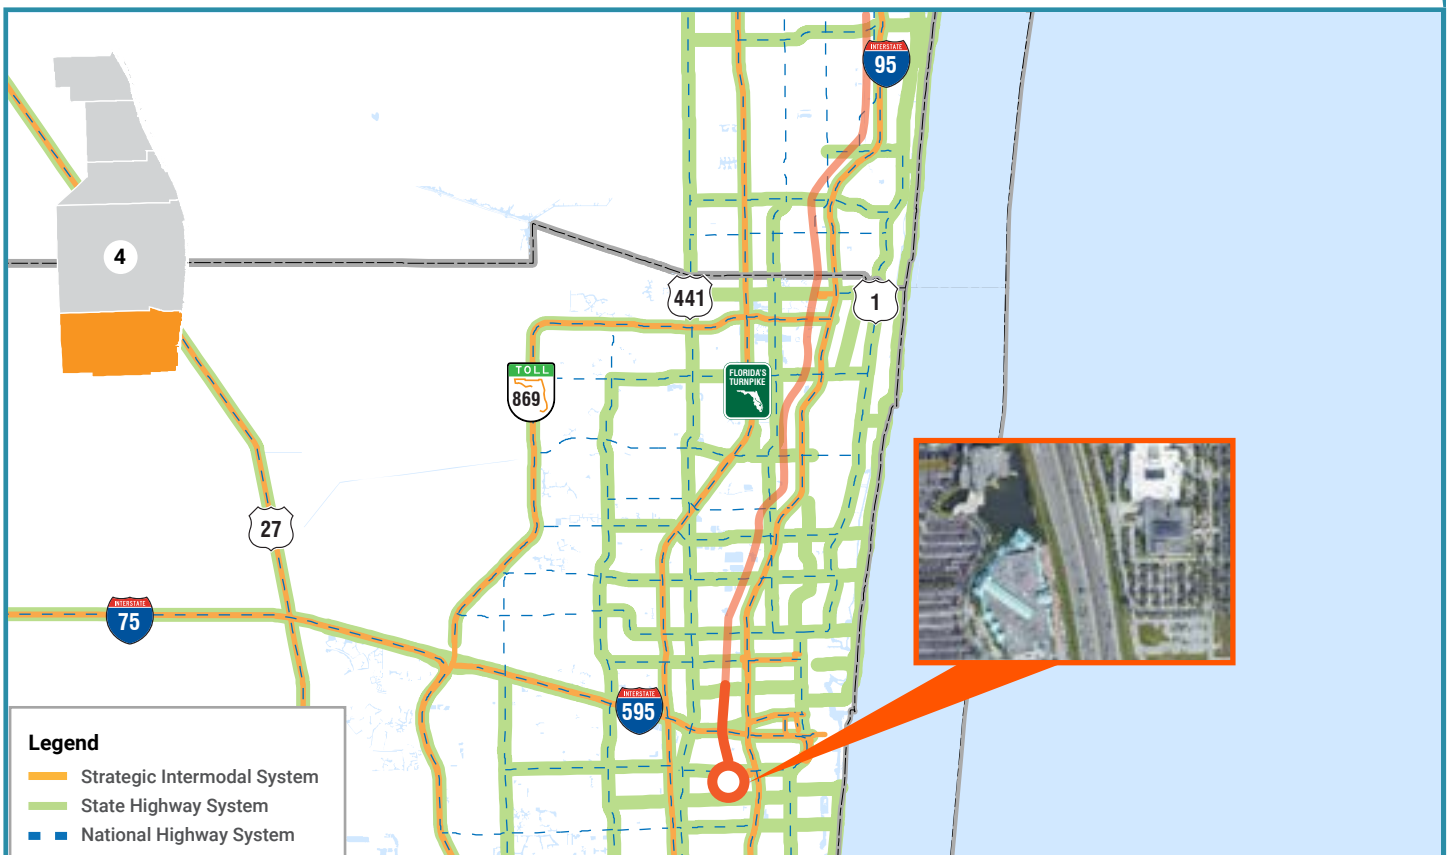 INTERSTATE
95
4
441
1
TOLL
869
FLORIDA'S
TURNPIKE
27
INTERSTATE
75
INTERSTATE
595
Legend
Strategic Intermodal System
State Highway System
National Highway System